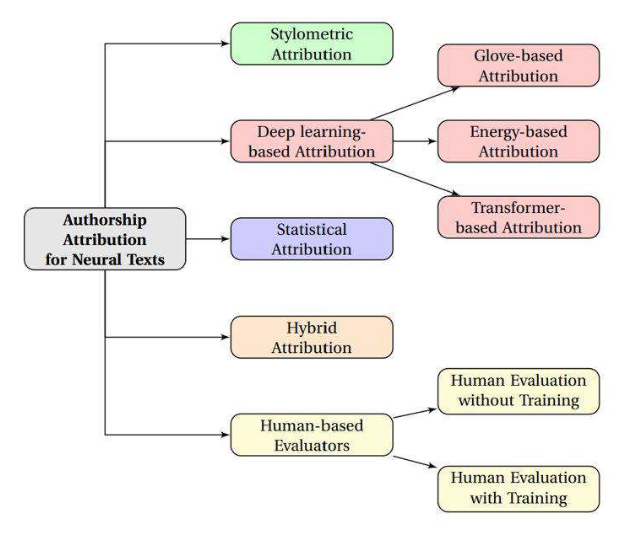 Stylometric
Attribution
Glove-based
Attribution
Deep learning-
based Attribution
Energy-based
Attribution
Transformer-
based Attribution
Authorship
Attribution
for Neural Texts
Statistical
Attribution
Hybrid
Attribution
Human Evaluation
without Training
Human-based
Evaluators
Human Evaluation
with Training